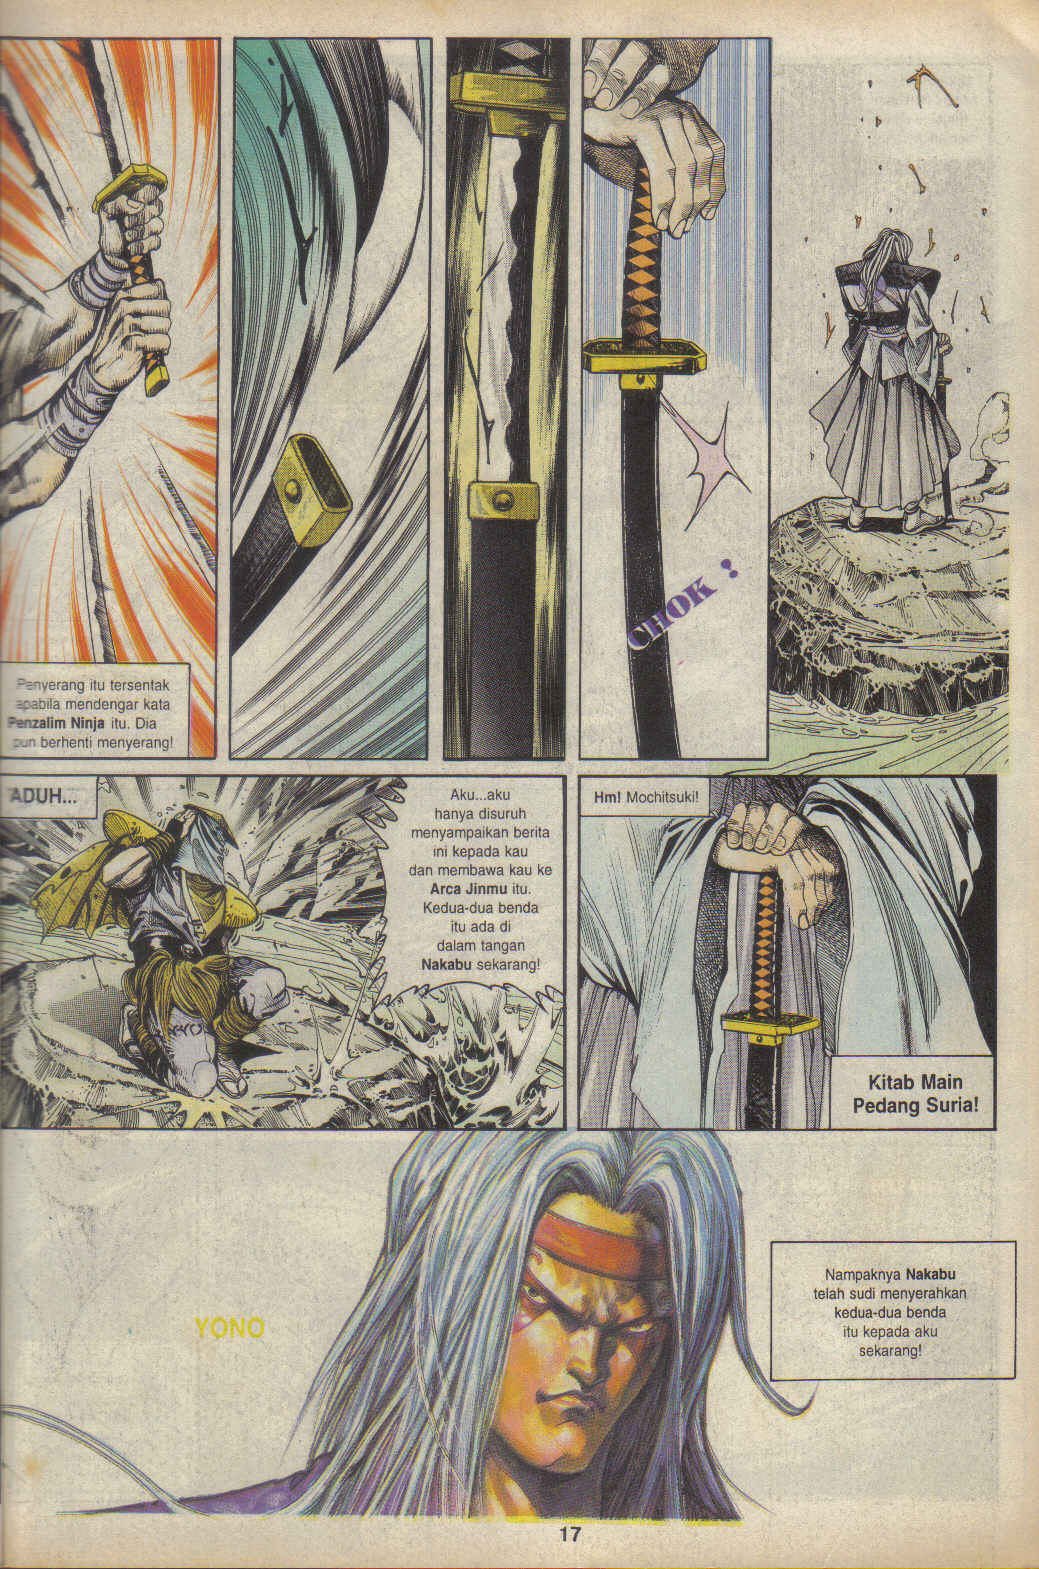 Penyerang itu tersentak
apabila mendengar kata
Penzalim Ninja itu. Dia
pun berhenti menyerang!
CHOK !
ADUH...
Aku...aku
hanya disuruh
menyampaikan berita
ini kepada kau
dan membawa kau ke
Arca Jinmu itu.
Kedua-dua benda
itu ada di
dalam tangan
Nakabu sekarang!
Hm! Mochitsuki!
Kitab Main
Pedang Suria!
YONO
Nampaknya Nakabu
telah sudi menyerahkan
kedua-dua benda
itu kepada aku
sekarang!
17